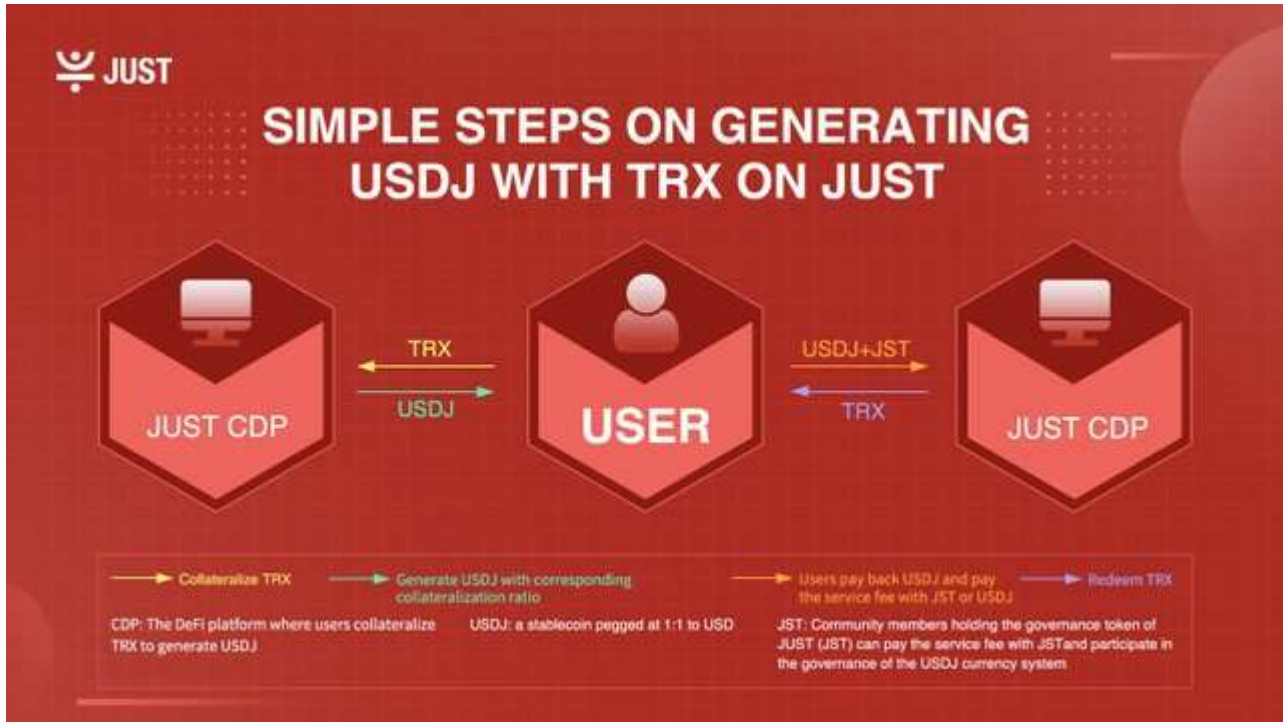 JUST
SIMPLE STEPS ON GENERATING
USDJ WITH TRX ON JUST
TRX
USDJ
USDJ+JST
TRX
JUST CDP
USER
JUST CDP
Collateralize TRX
Generate USDJ with corresponding
collateralization ratio
Users pay back USDJ and pay
the service fee with JST or USDJ
Redeem TRX
CDP: The DeFi platform where users collateralize
TRX to generate USDJ
USDJ: a stablecoin pegged at 1:1 to USD
JST: Community members holding the governance token of
JUST (JST) can pay the service fee with JSTand participate in
the governance of the USDJ currency system